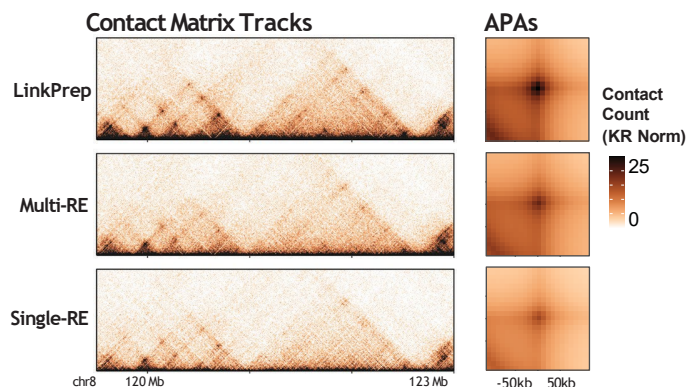 Contact Matrix Tracks
APAs
LinkPrep
Multi-RE
Single-RE
Contact
Count
(KR Norm)
25
0
chr8
120 Mb
123 Mb
-50kb
50kb